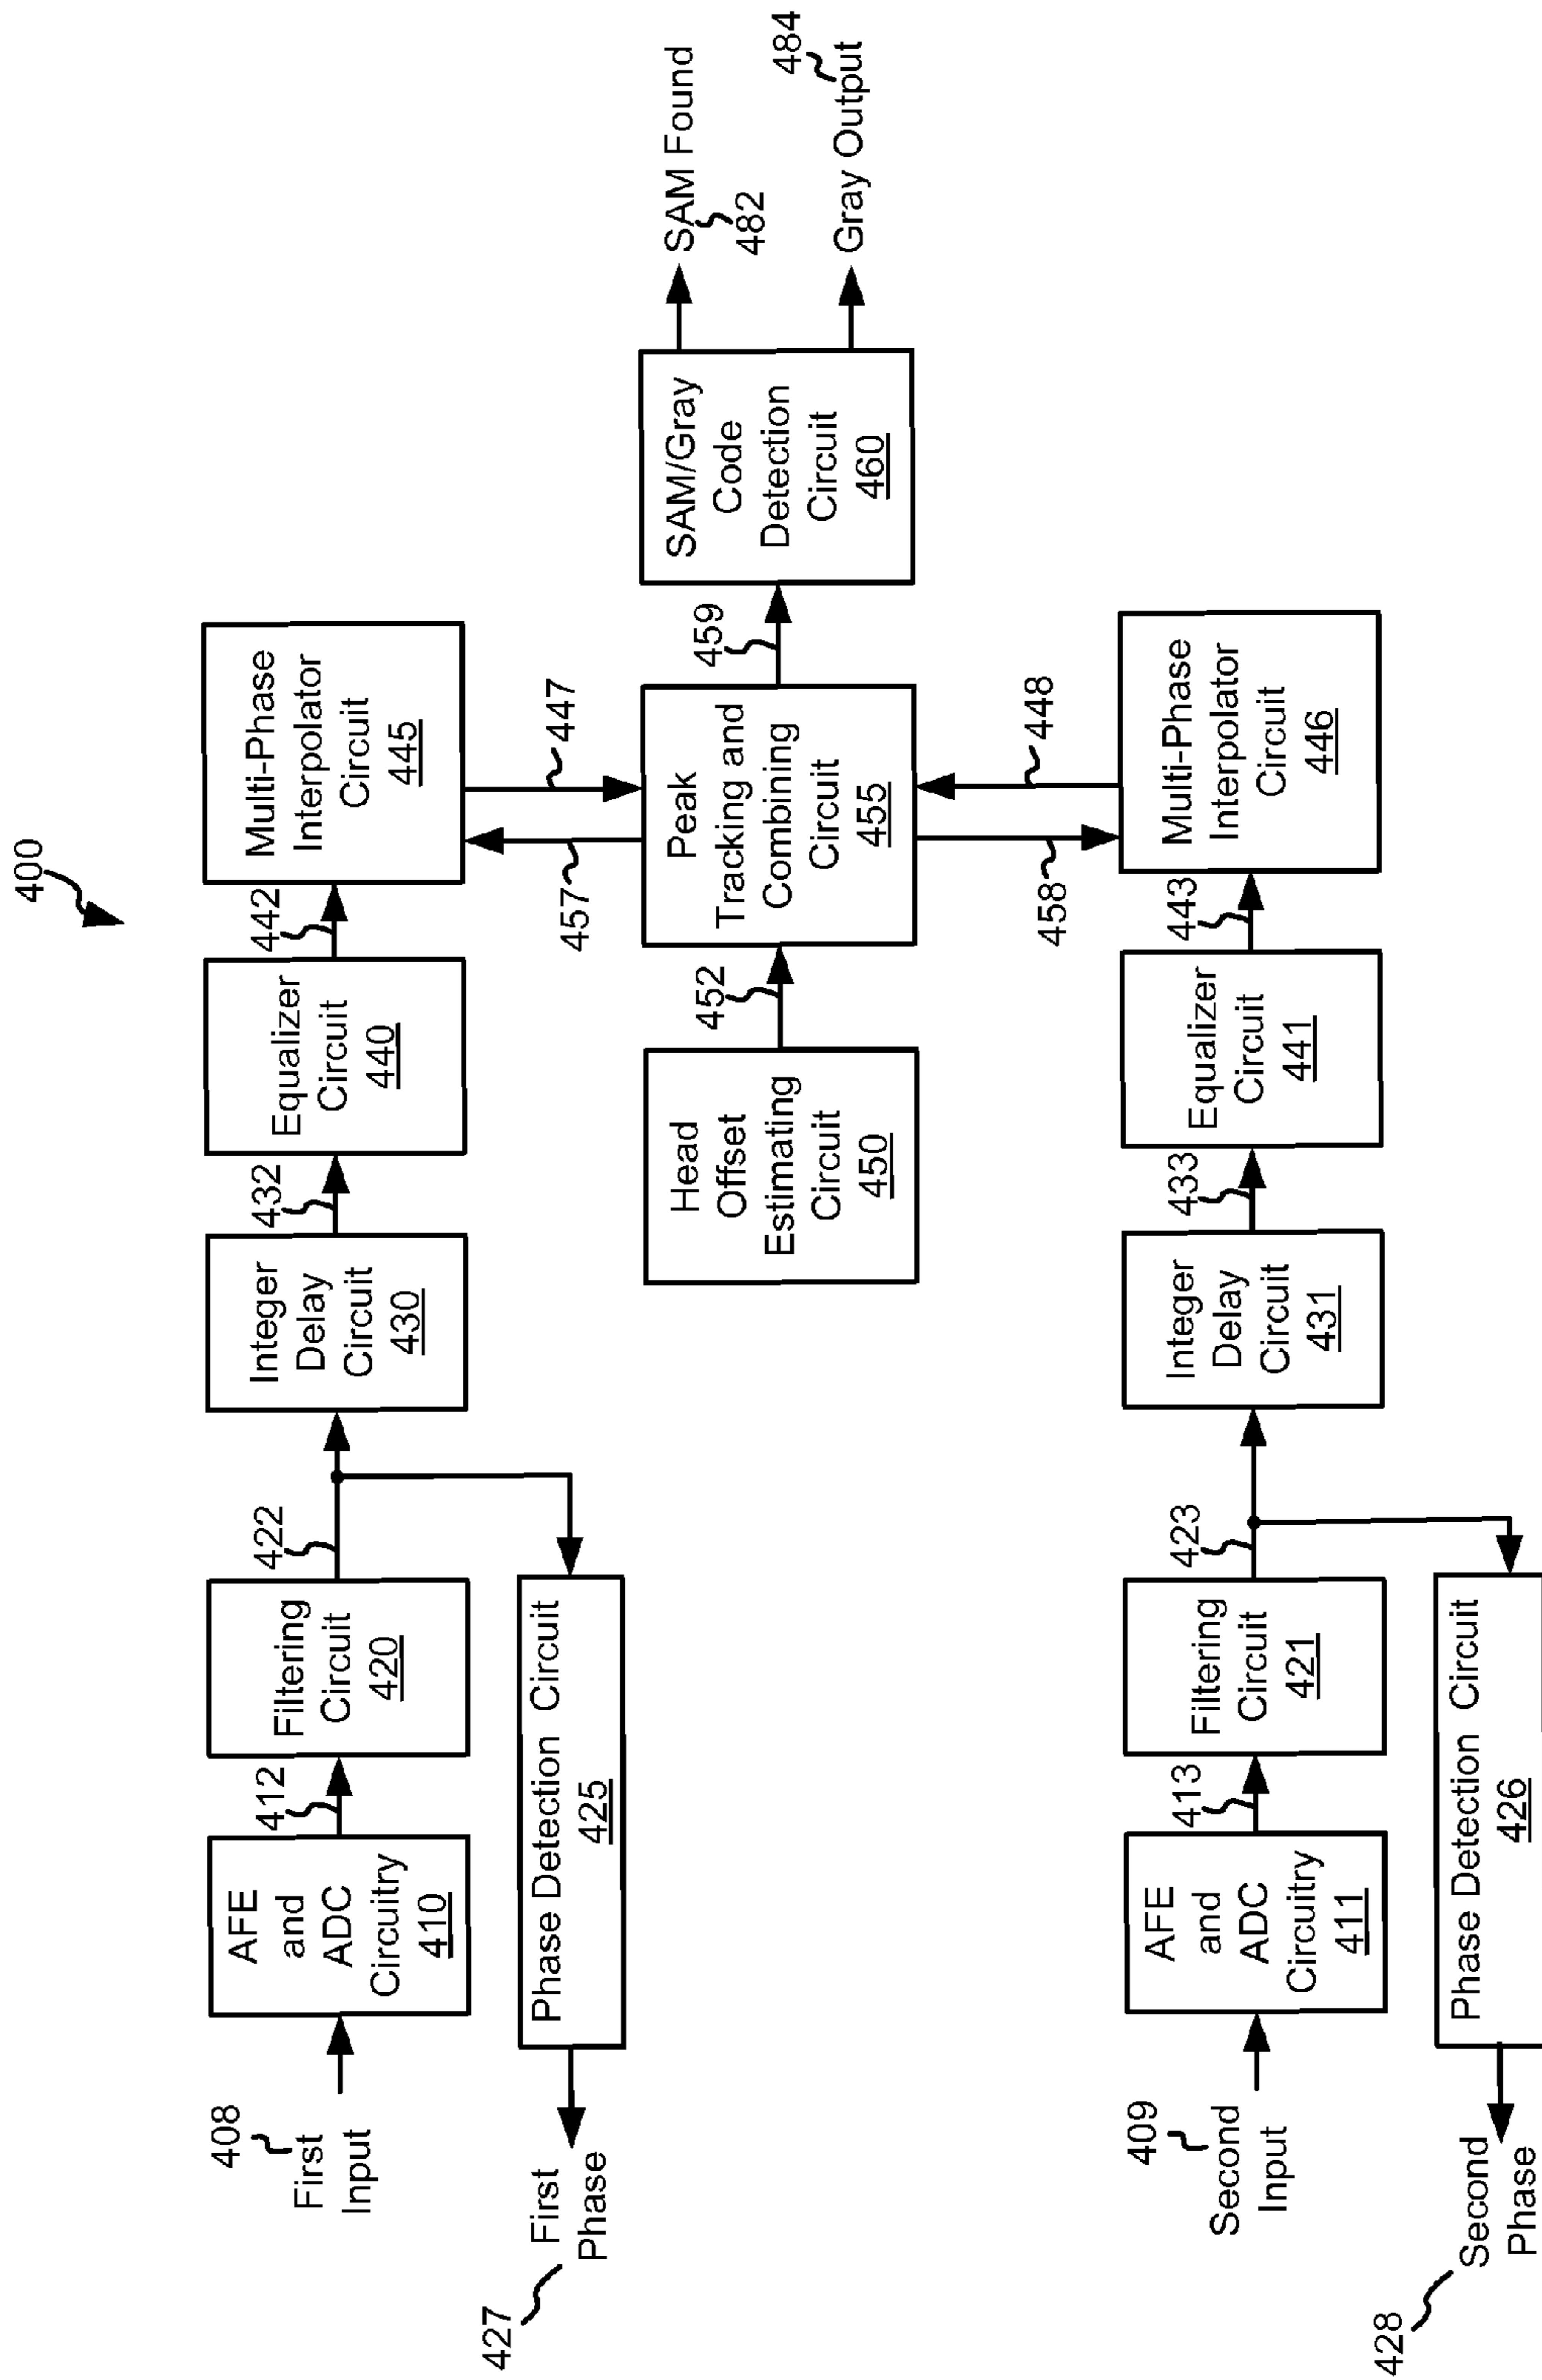 400
408
First
Input
AFE
and
ADC
Circuitry
410
412
Filtering
Circuit
420
422
Integer
Delay
Circuit
430
432
Equalizer
Circuit
440
442
Multi-Phase
Interpolator
Circuit
445
427
First
Phase
Phase Detection Circuit
425
457
447
Head
Offset
Estimating
Circuit
450
452
Peak
Tracking and
Combining
Circuit
455
459
SAM/Gray
Code
Detection
Circuit
460
SAM Found
482
484
Gray Output
458
448
409
Second
Input
AFE
and
ADC
Circuitry
411
413
Filtering
Circuit
421
423
Integer
Delay
Circuit
431
433
Equalizer
Circuit
441
443
Multi-Phase
Interpolator
Circuit
446
428
Second
Phase
Phase Detection Circuit
426